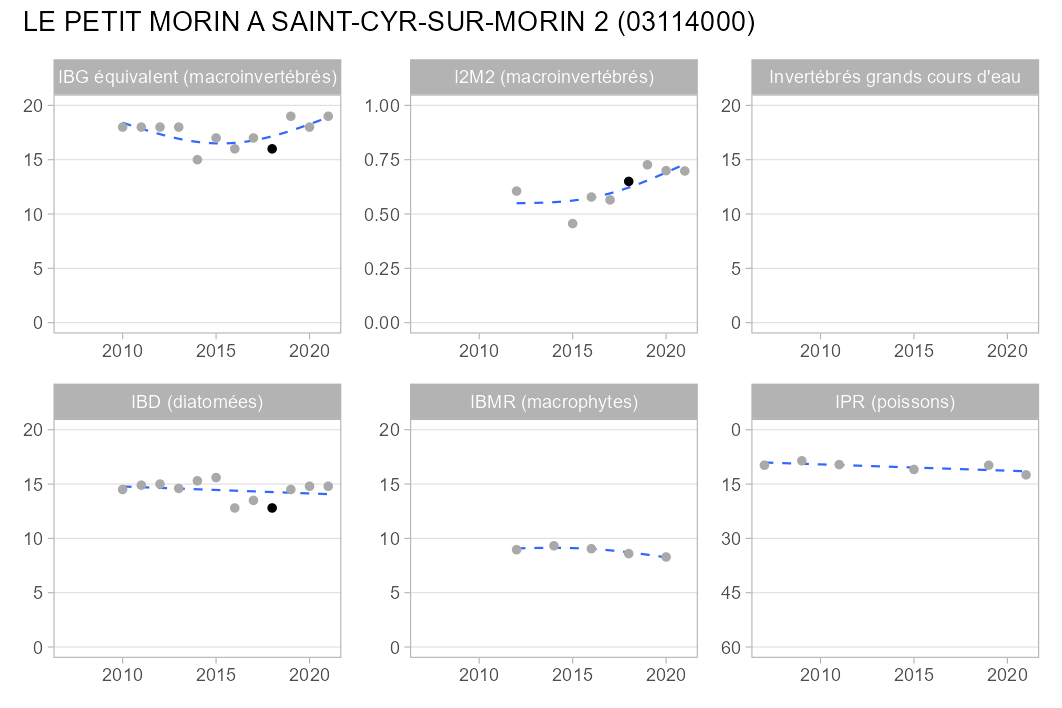 LE PETIT MORIN A SAINT-CYR-SUR-MORIN 2 (03114000)
IBG équivalent (macroinvertébrés)
20
15
10
5
0
2010 2015 2020
I2M2 (macroinvertébrés)
1.00
0.75
0.50
0.25
0.00
2010 2015 2020
Invertébrés grands cours d'eau
20
15
10
5
0
2010 2015 2020
IBD (diatomées)
20
15
10
5
0
2010 2015 2020
IBMR (macrophytes)
20
15
10
5
0
2010 2015 2020
IPR (poissons)
0
15
30
45
60
2010 2015 2020